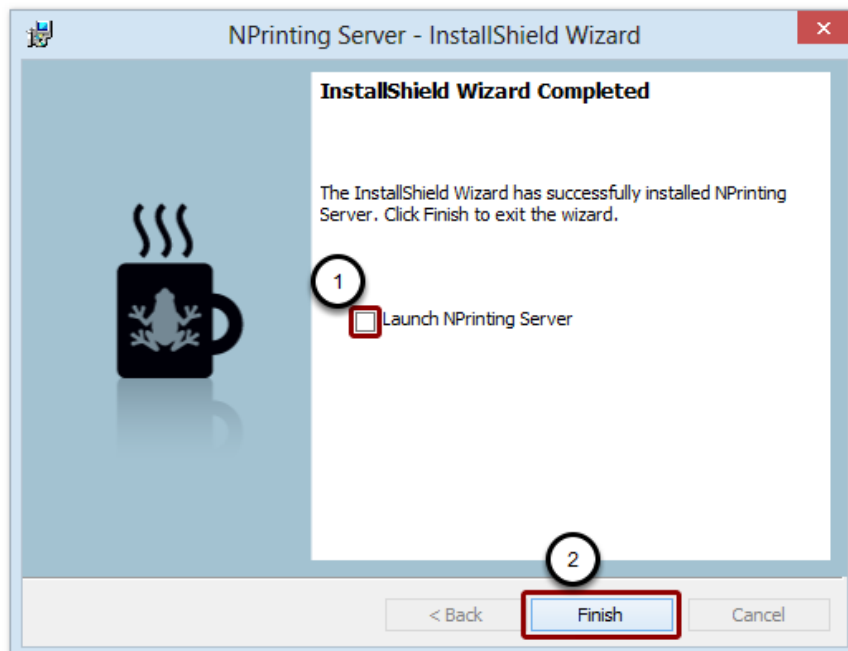 NPrinting Server - InstallShield Wizard
InstallShield Wizard Completed
The InstallShield Wizard has successfully installed NPrinting
Server. Click Finish to exit the wizard.
1
Launch NPrinting Server
2
< Back Finish Cancel